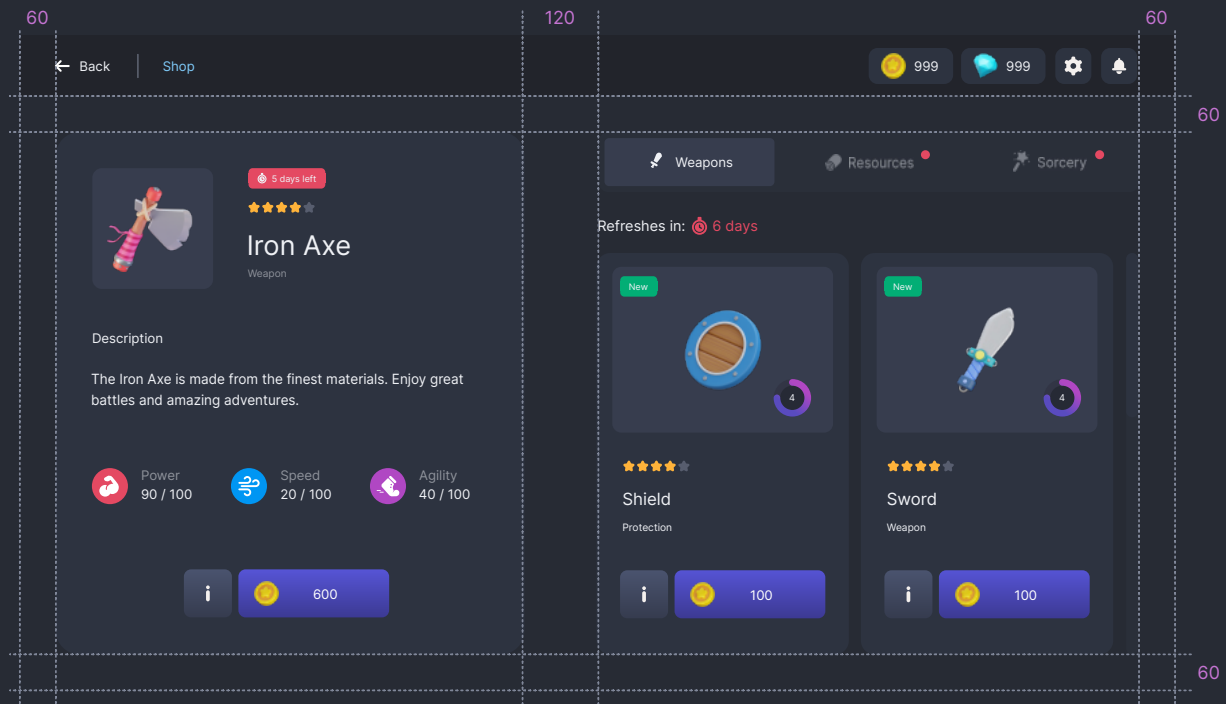 60
120
60
Back
Shop
999
999
60
5 days left
Iron Axe
Weapon
Description
The Iron Axe is made from the finest materials. Enjoy great
battles and amazing adventures.
Power
90 / 100
Speed
20 / 100
Agility
40 / 100
600
Weapons
Resources
Sorcery
Refreshes in: 6 days
New
4
Shield
Protection
100
New
4
Sword
Weapon
100
60